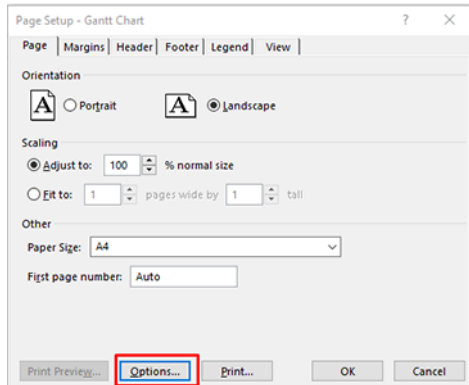 Page Setup - Gantt Chart ? ×
Page Margins Header Footer Legend View
Orientation
A Portrait A Landscape
Scaling
Adjust to: 100 % normal size
Fit to: 1 pages wide by 1 tall
Other
Paper Size: A4
First page number: Auto
Print Preview... Options... Print... OK Cancel